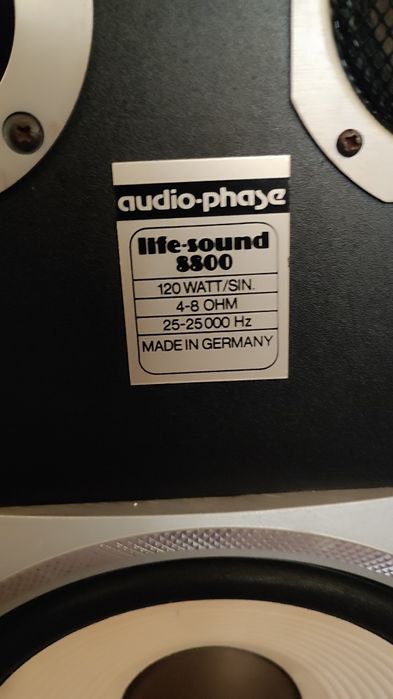 audio-phase
life-sound
8800
120 WATT/SIN.
4-8 OHM
25-25000 Hz
MADE IN GERMANY